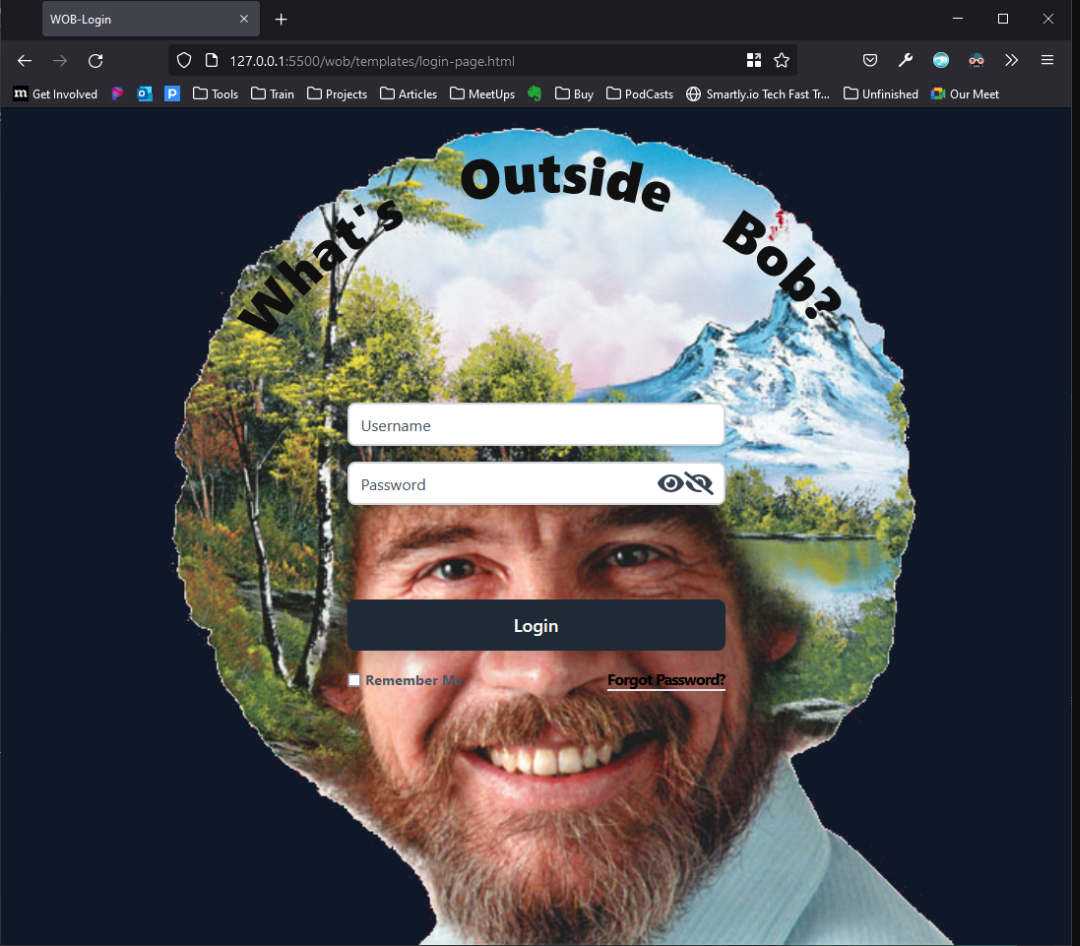 WOB-Login
127.0.0.1:5500/wob/templates/login-page.html
m Get Involved Tools Train Projects Articles MeetUps Buy PodCasts Smartly.io Tech Fast Tr... Unfinished Our Meet
What's Outside Bob?
Username
Password
Login
Remember Me Forgot Password?